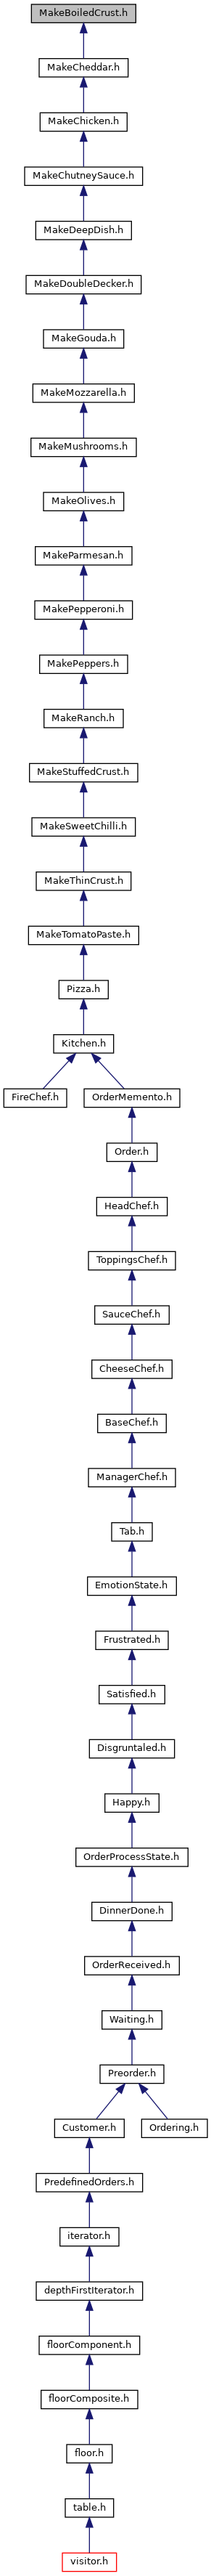 MakeBoiledCrust.h
MakeCheddar.h
MakeChicken.h
MakeChutneySauce.h
MakeDeepDish.h
MakeDoubleDecker.h
MakeGouda.h
MakeMozzarella.h
MakeMushrooms.h
MakeOlives.h
MakeParmesan.h
MakePepperoni.h
MakePeppers.h
MakeRanch.h
MakeStuffedCrust.h
MakeSweetChilli.h
MakeThinCrust.h
MakeTomatoPaste.h
Pizza.h
Kitchen.h
FireChef.h OrderMemento.h
Order.h
HeadChef.h
ToppingsChef.h
SauceChef.h
CheeseChef.h
BaseChef.h
ManagerChef.h
Tab.h
EmotionState.h
Frustrated.h
Satisfied.h
Disgruntaled.h
Happy.h
OrderProcessState.h
DinnerDone.h
OrderReceived.h
Waiting.h
Preorder.h
Customer.h Ordering.h
PredefinedOrders.h
iterator.h
depthFirstIterator.h
floorComponent.h
floorComposite.h
floor.h
table.h
visitor.h